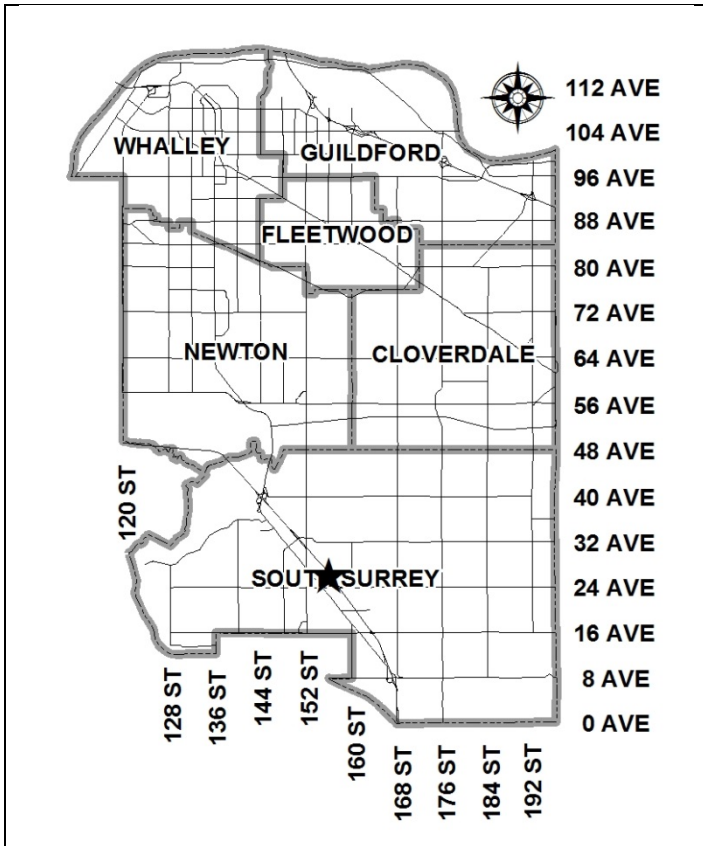 112 AVE
104 AVE
WHALLEY
GUILDFORD
96 AVE
88 AVE
FLEETWOOD
80 AVE
72 AVE
NEWTON
CLOVERDALE
64 AVE
56 AVE
48 AVE
120 ST
40 AVE
32 AVE
SOUT SURREY
24 AVE
16 AVE
128 ST
136 ST
144 ST
152 ST
160 ST
8 AVE
168 ST
176 ST
184 ST
192 ST
0 AVE